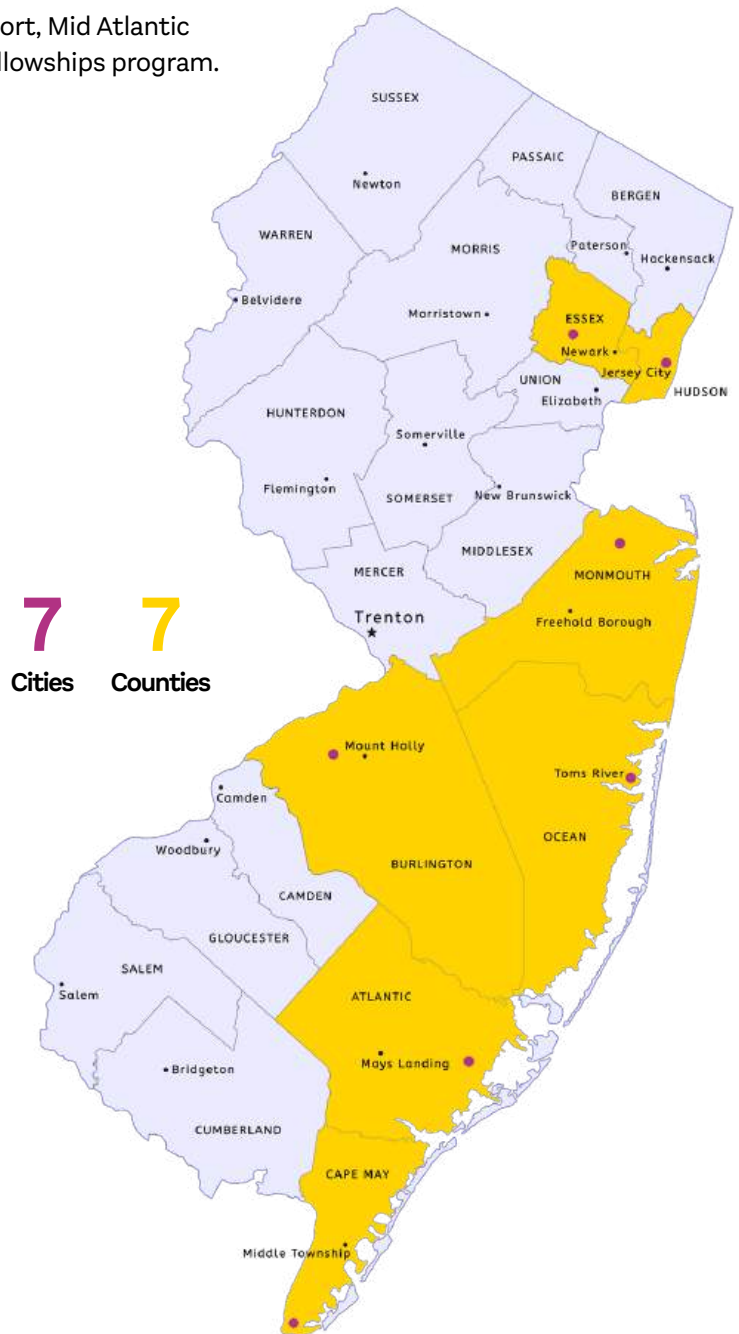 ort, Mid Atlantic
llowships program.
SUSSEX
PASSAIC
Newton
BERGEN
WARREN
MORRIS
Paterson
Hackensack
Belvidere
Morristown
ESSEX
Newark
Jersey City
UNION
Elizabeth
HUDSON
HUNTERDON
Somerville
Flemington
SOMERSET
New Brunswick
MIDDLESEX
MERCER
MONMOUTH
Trenton
Freehold Borough
7 7
Cities Counties
Mount Holly
Toms River
Camden
OCEAN
Woodbury
BURLINGTON
CAMDEN
GLOUCESTER
SALEM
Salem
ATLANTIC
Mays Landing
Bridgeton
CUMBERLAND
CAPE MAY
Middle Township